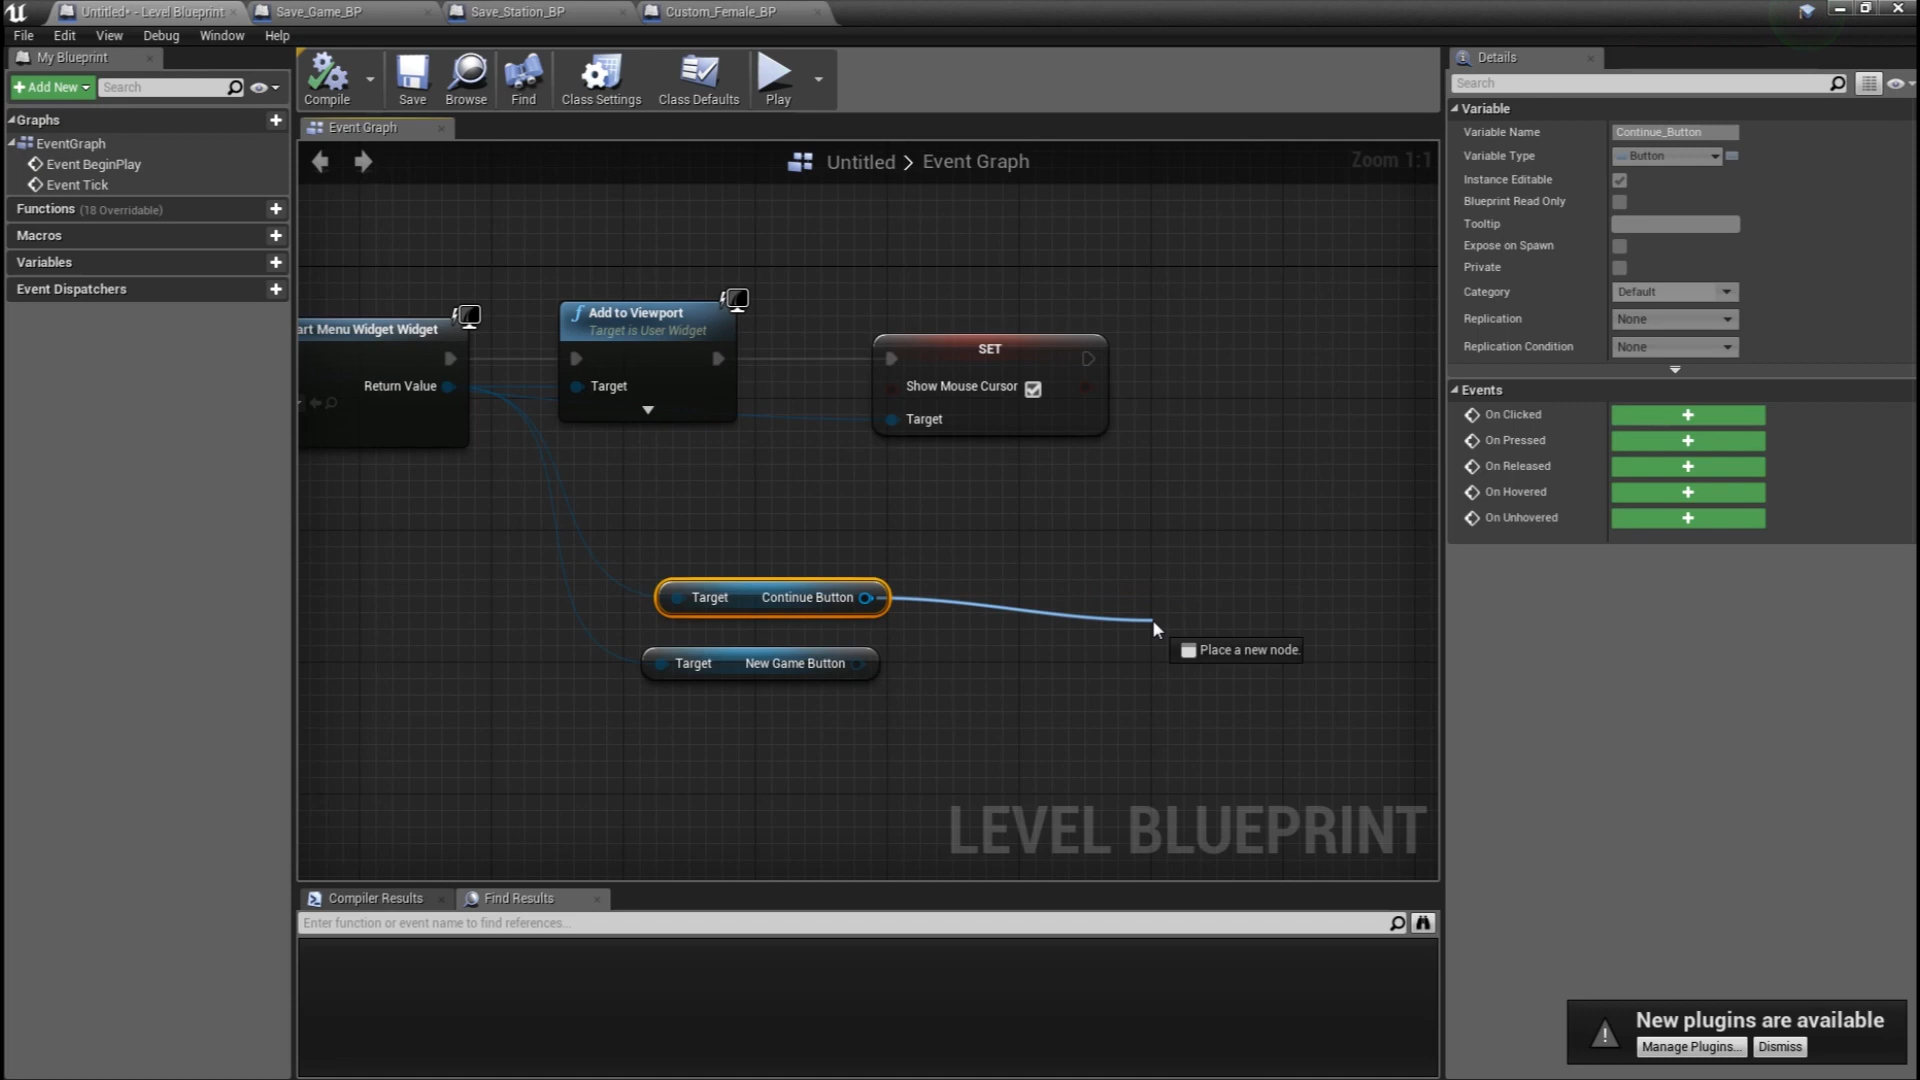 Untitled* - Level Blueprint
Save_Game_BP
Save_Station_BP
Custom_Female_BP
File Edit View Debug Window Help
My Blueprint
Add New
Search
Graphs
EventGraph
Event BeginPlay
Event Tick
Functions (18 Overridable)
Macros
Variables
Event Dispatchers
Compile
Save
Browse
Find
Class Settings
Class Defaults
Play
Event Graph
Untitled > Event Graph
Zoom 1:1
art Menu Widget Widget
Return Value
f Add to Viewport
Target is User Widget
Target
SET
Show Mouse Cursor
Target
Target Continue Button
Target New Game Button
Place a new node.
LEVEL BLUEPRINT
Compiler Results
Find Results
Enter function or event name to find references...
Details
Search
Variable
Variable Name Continue_Button
Variable Type Button
Instance Editable
Blueprint Read Only
Tooltip
Expose on Spawn
Private
Category Default
Replication None
Replication Condition None
Events
On Clicked
On Pressed
On Released
On Hovered
On Unhovered
New plugins are available
Manage Plugins... Dismiss